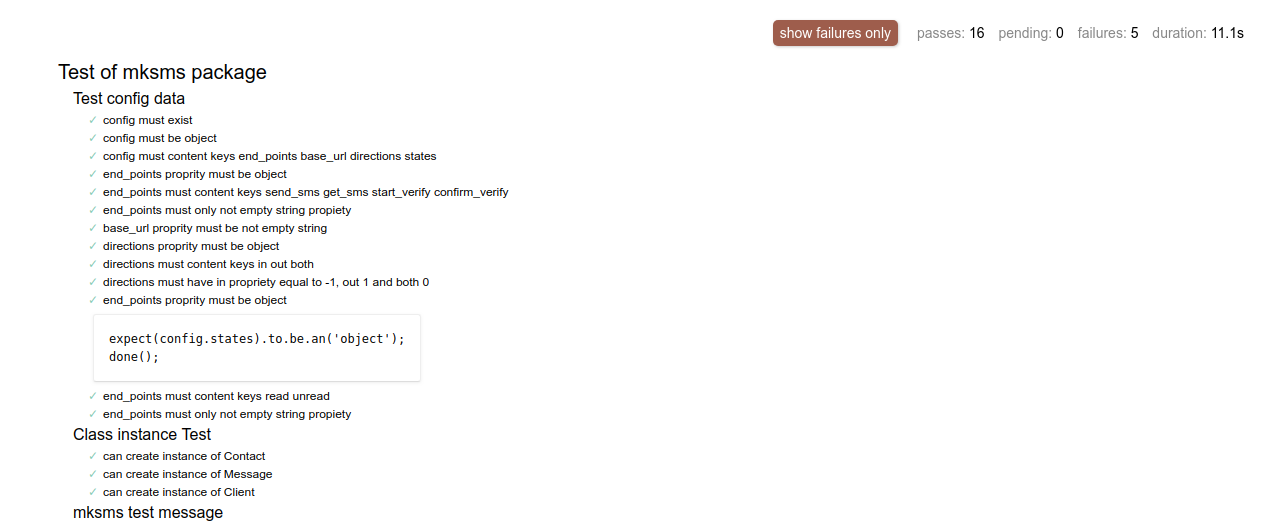 show failures only passes: 16 pending: 0 failures: 5 duration: 11.1s
Test of mksms package
Test config data
✓ config must exist
✓ config must be object
✓ config must content keys end_points base_url directions states
✓ end_points proprity must be object
✓ end_points must content keys send_sms get_sms start_verify confirm_verify
✓ end_points must only not empty string propiety
✓ base_url proprity must be not empty string
✓ directions proprity must be object
✓ directions must content keys in out both
✓ directions must have in propriety equal to -1, out 1 and both 0
✓ end_points proprity must be object
expect(config.states).to.be.an('object');
done();
✓ end_points must content keys read unread
✓ end_points must only not empty string propiety
Class instance Test
✓ can create instance of Contact
✓ can create instance of Message
✓ can create instance of Client
mksms test message